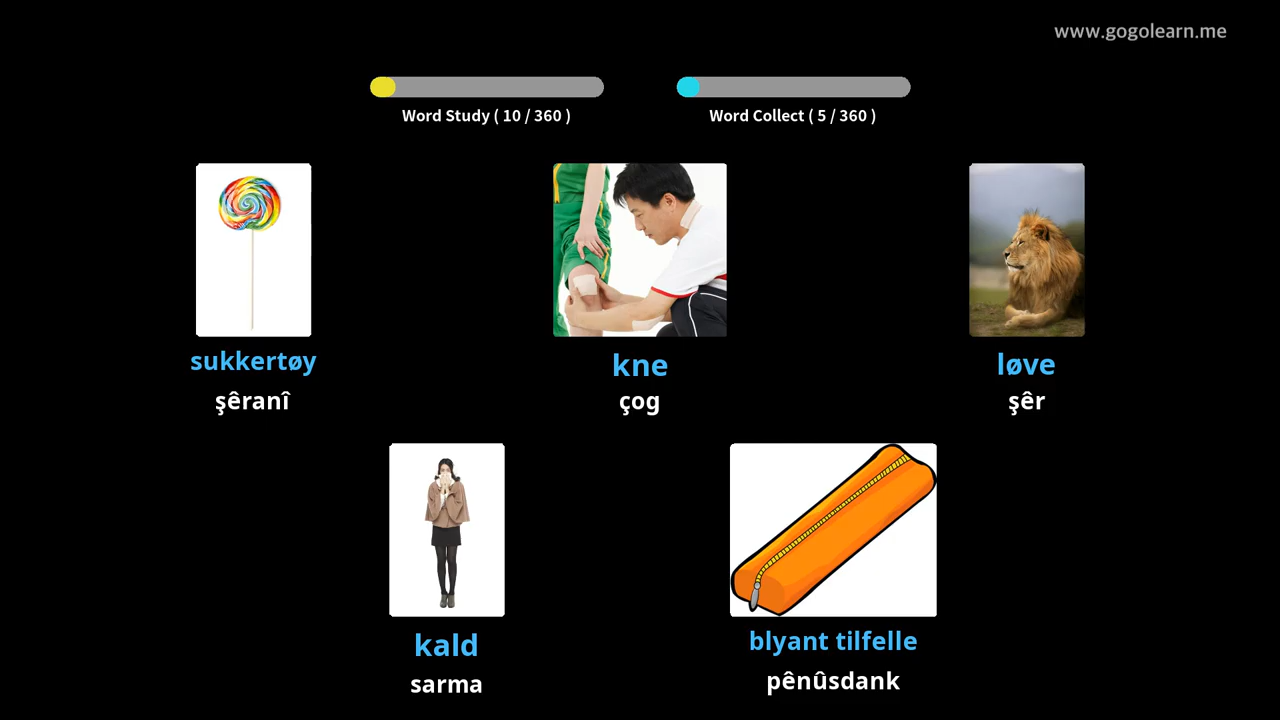 www.gogolearn.me
Word Study ( 10 / 360 )
Word Collect ( 5 / 360 )
sukkertøy
kne
løve
şêranî
çog
şêr
kald
blyant tilfelle
sarma
pênûsdank